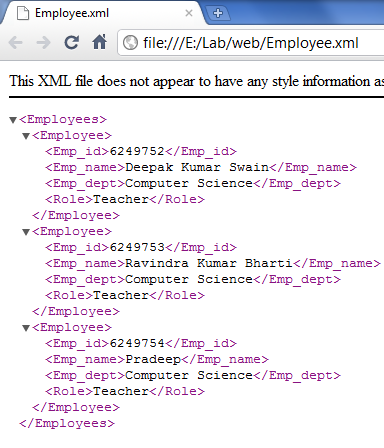 Employee.xml
file:///E:/Lab/web/Employee.xml
This XML file does not appear to have any style information as
<Employees>
<Employee>
<Emp_id>6249752</Emp_id>
<Emp_name>Deepak Kumar Swain</Emp_name>
<Emp_dept>Computer Science</Emp_dept>
<Role>Teacher</Role>
</Employee>
<Employee>
<Emp_id>6249753</Emp_id>
<Emp_name>Ravindra Kumar Bharti</Emp_name>
<Emp_dept>Computer Science</Emp_dept>
<Role>Teacher</Role>
</Employee>
<Employee>
<Emp_id>6249754</Emp_id>
<Emp_name>Pradeep</Emp_name>
<Emp_dept>Computer Science</Emp_dept>
<Role>Teacher</Role>
</Employee>
</Employees>